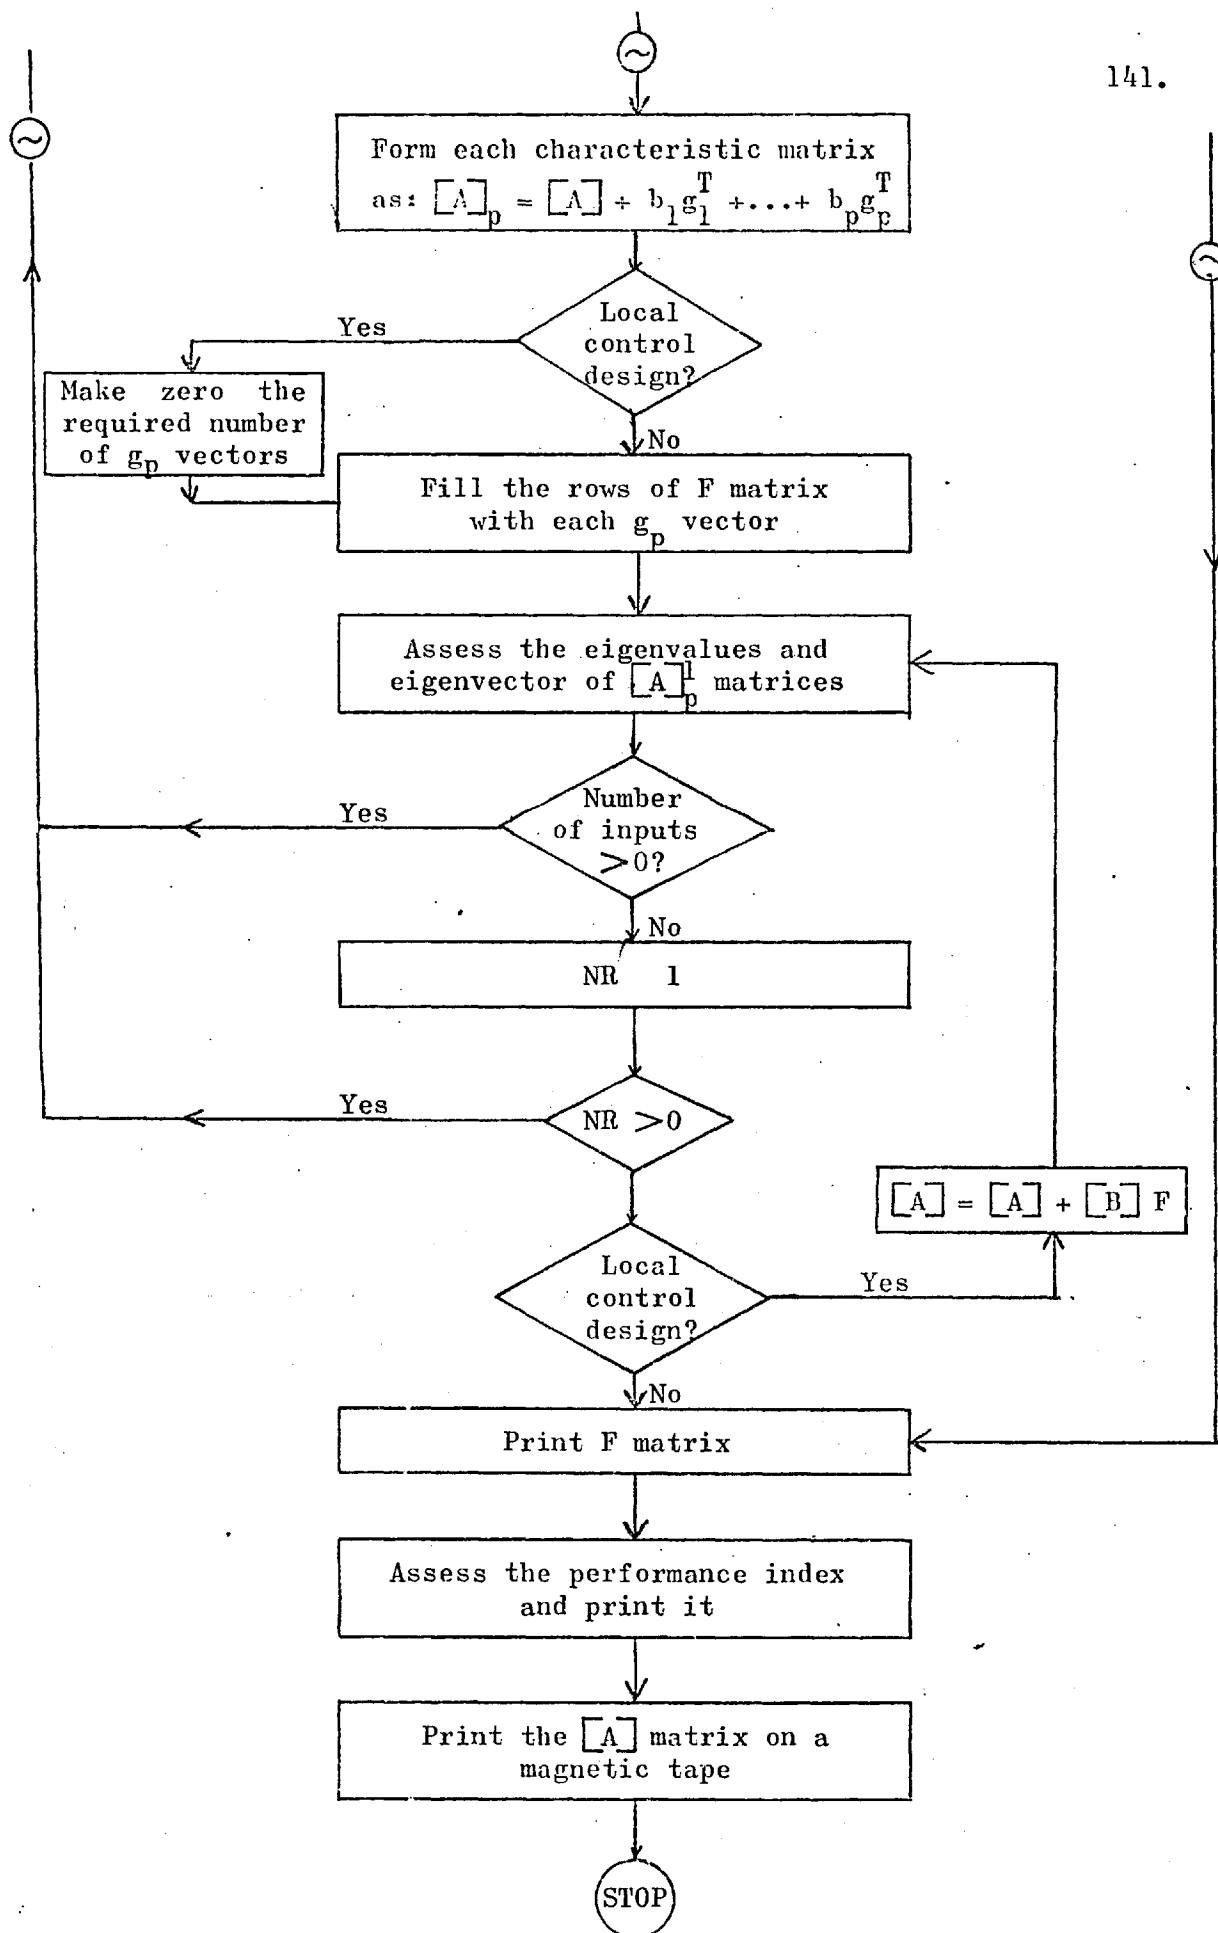 ~
~
141.
Form each characteristic matrix
as: [A]p = [A] + b1g1^T +...+ bpgp^T
~
Local
control
design?
Yes
No
Make zero the
required number
of gp vectors
Fill the rows of F matrix
with each gp vector
Assess the eigenvalues and
eigenvector of [A]p^1 matrices
Number
of inputs
>0?
Yes
No
NR 1
NR >0
Yes
[A] = [A] + [B] F
Local
control
design?
Yes
No
Print F matrix
Assess the performance index
and print it
Print the [A] matrix on a
magnetic tape
STOP